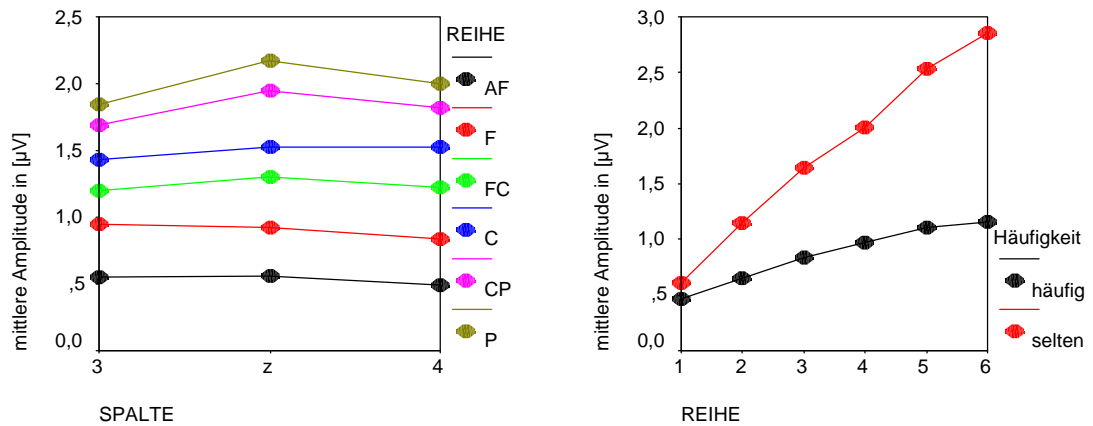 mittlere Amplitude in [µV]
2,5
2,0
1,5
1,0
,5
0,0
3
z
4
SPALTE
REIHE
AF
F
FC
C
CP
P
mittlere Amplitude in [µV]
3,0
2,5
2,0
1,5
1,0
,5
0,0
1
2
3
4
5
6
REIHE
Häufigkeit
häufig
selten